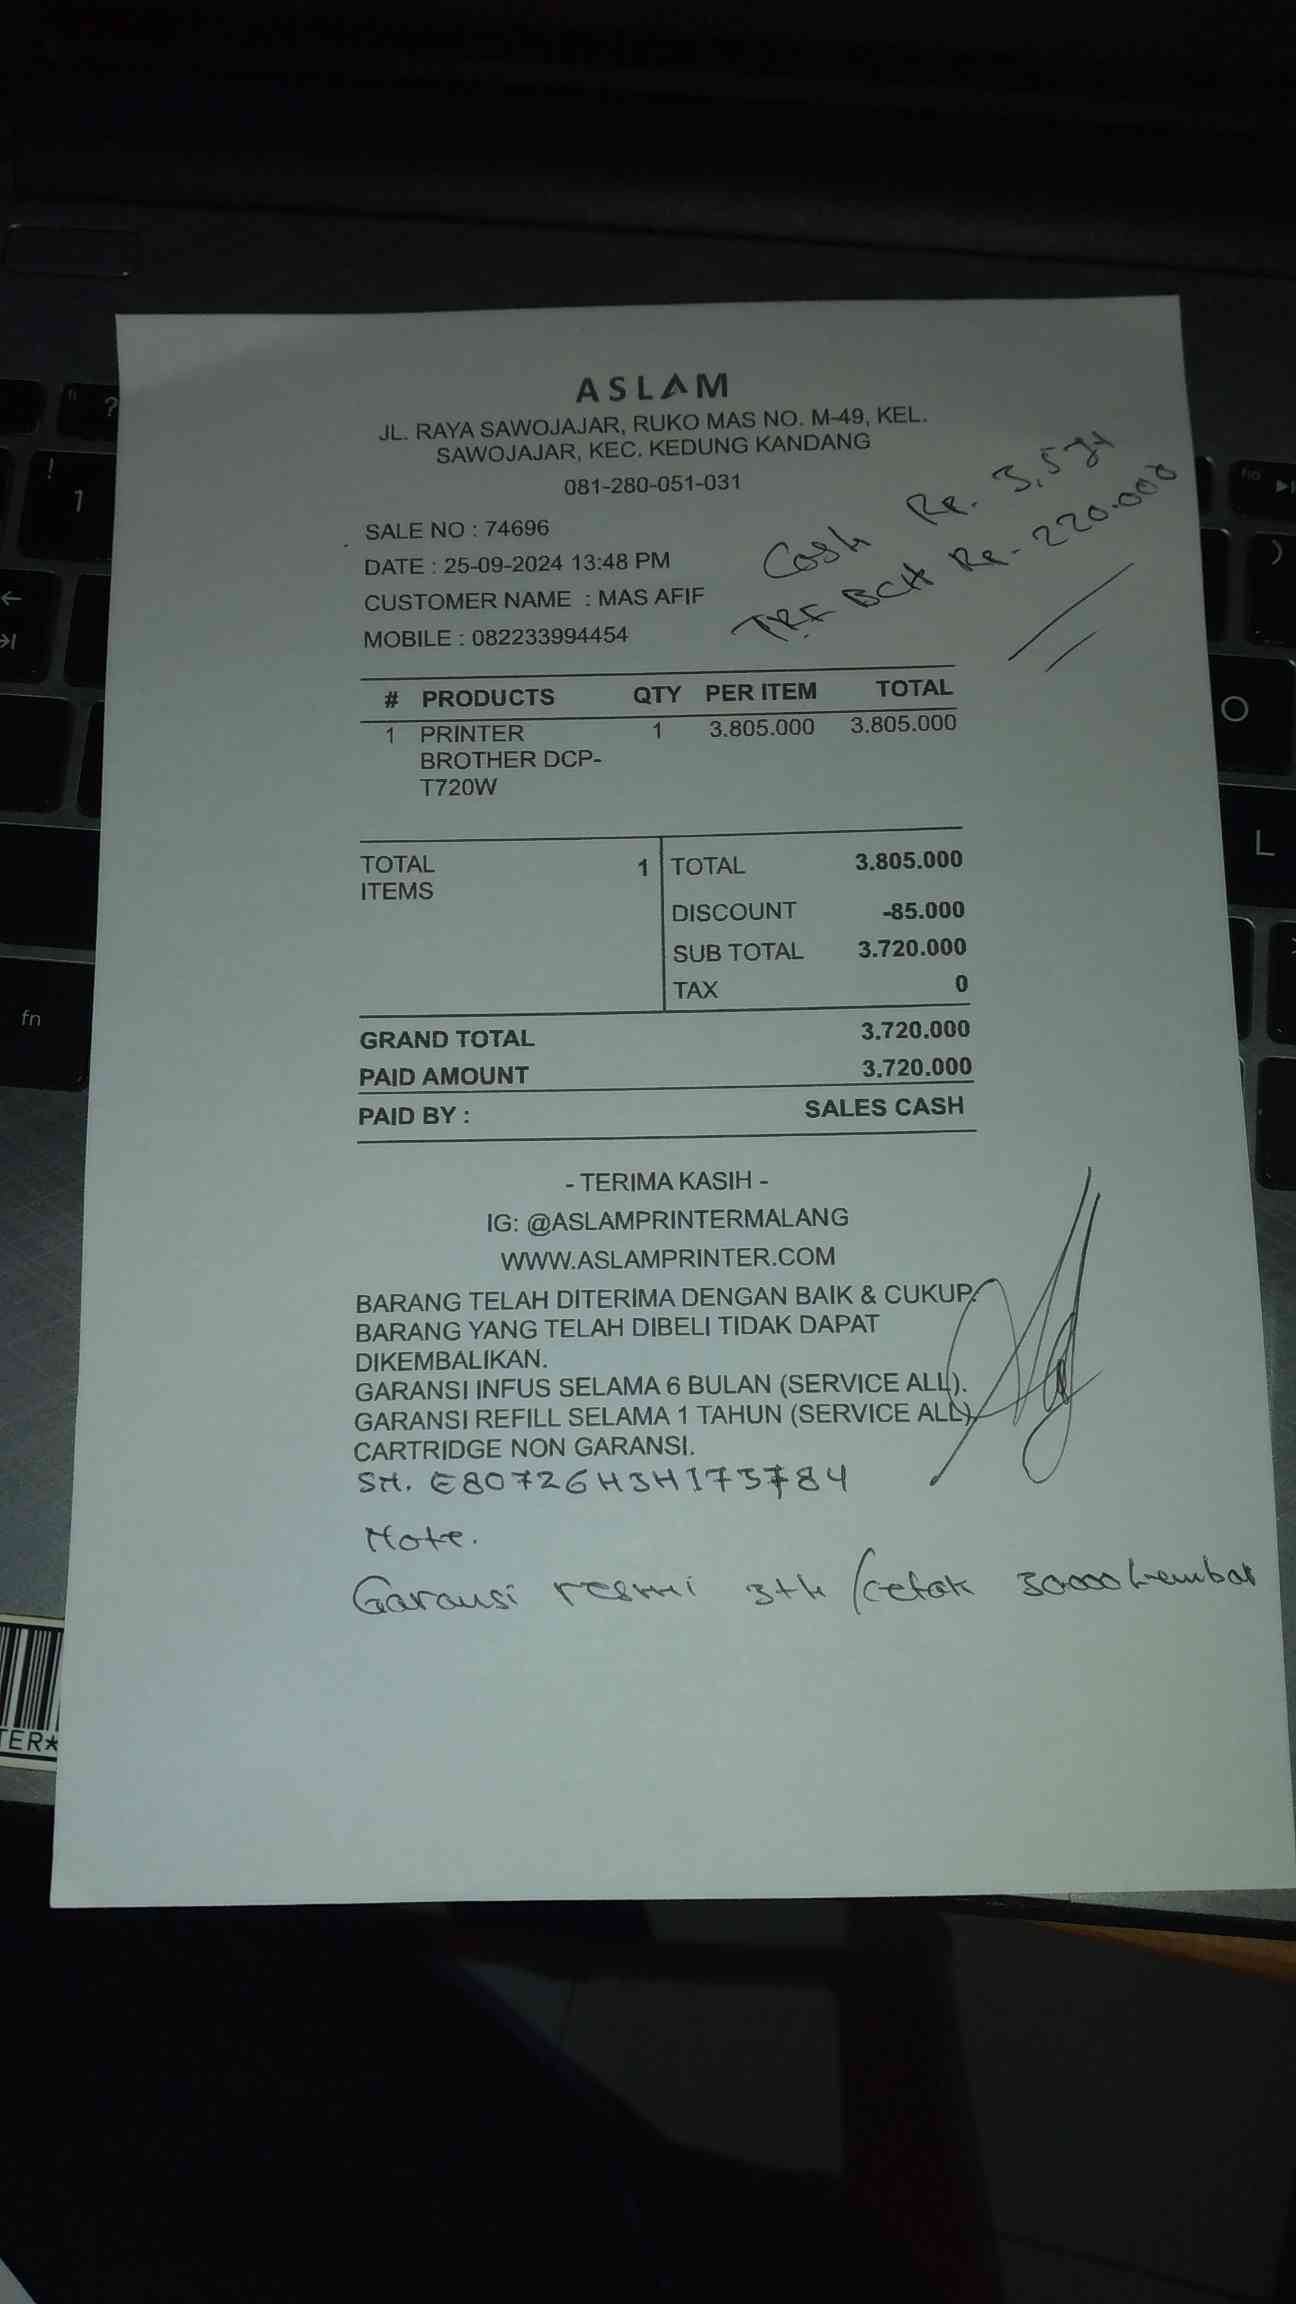 ASLAM
JL. RAYA SAWOJAJAR, RUKO MAS NO. M-49, KEL.
SAWOJAJAR, KEC. KEDUNG KANDANG
081-280-051-031
Cash Rp. 3,5 jt
TRF BCA Rp. 220.000
SALE NO : 74696
DATE : 25-09-2024 13:48 PM
CUSTOMER NAME : MAS AFIF
MOBILE : 082233994454
# PRODUCTS QTY PER ITEM TOTAL
1 PRINTER 1 3.805.000 3.805.000
BROTHER DCP-
T720W
TOTAL 1 TOTAL 3.805.000
ITEMS
DISCOUNT -85.000
SUB TOTAL 3.720.000
TAX 0
GRAND TOTAL 3.720.000
PAID AMOUNT 3.720.000
PAID BY : SALES CASH
- TERIMA KASIH -
IG: @ASLAMPRINTERMALANG
WWW.ASLAMPRINTER.COM
BARANG TELAH DITERIMA DENGAN BAIK & CUKUP.
BARANG YANG TELAH DIBELI TIDAK DAPAT
DIKEMBALIKAN.
GARANSI INFUS SELAMA 6 BULAN (SERVICE ALL).
GARANSI REFILL SELAMA 1 TAHUN (SERVICE ALL)
CARTRIDGE NON GARANSI.
SN. E80726H3H173784
Note.
Garansi resmi 3th / cetak 30.000 lembar
fn
1
!
?
)
O
L
TER*